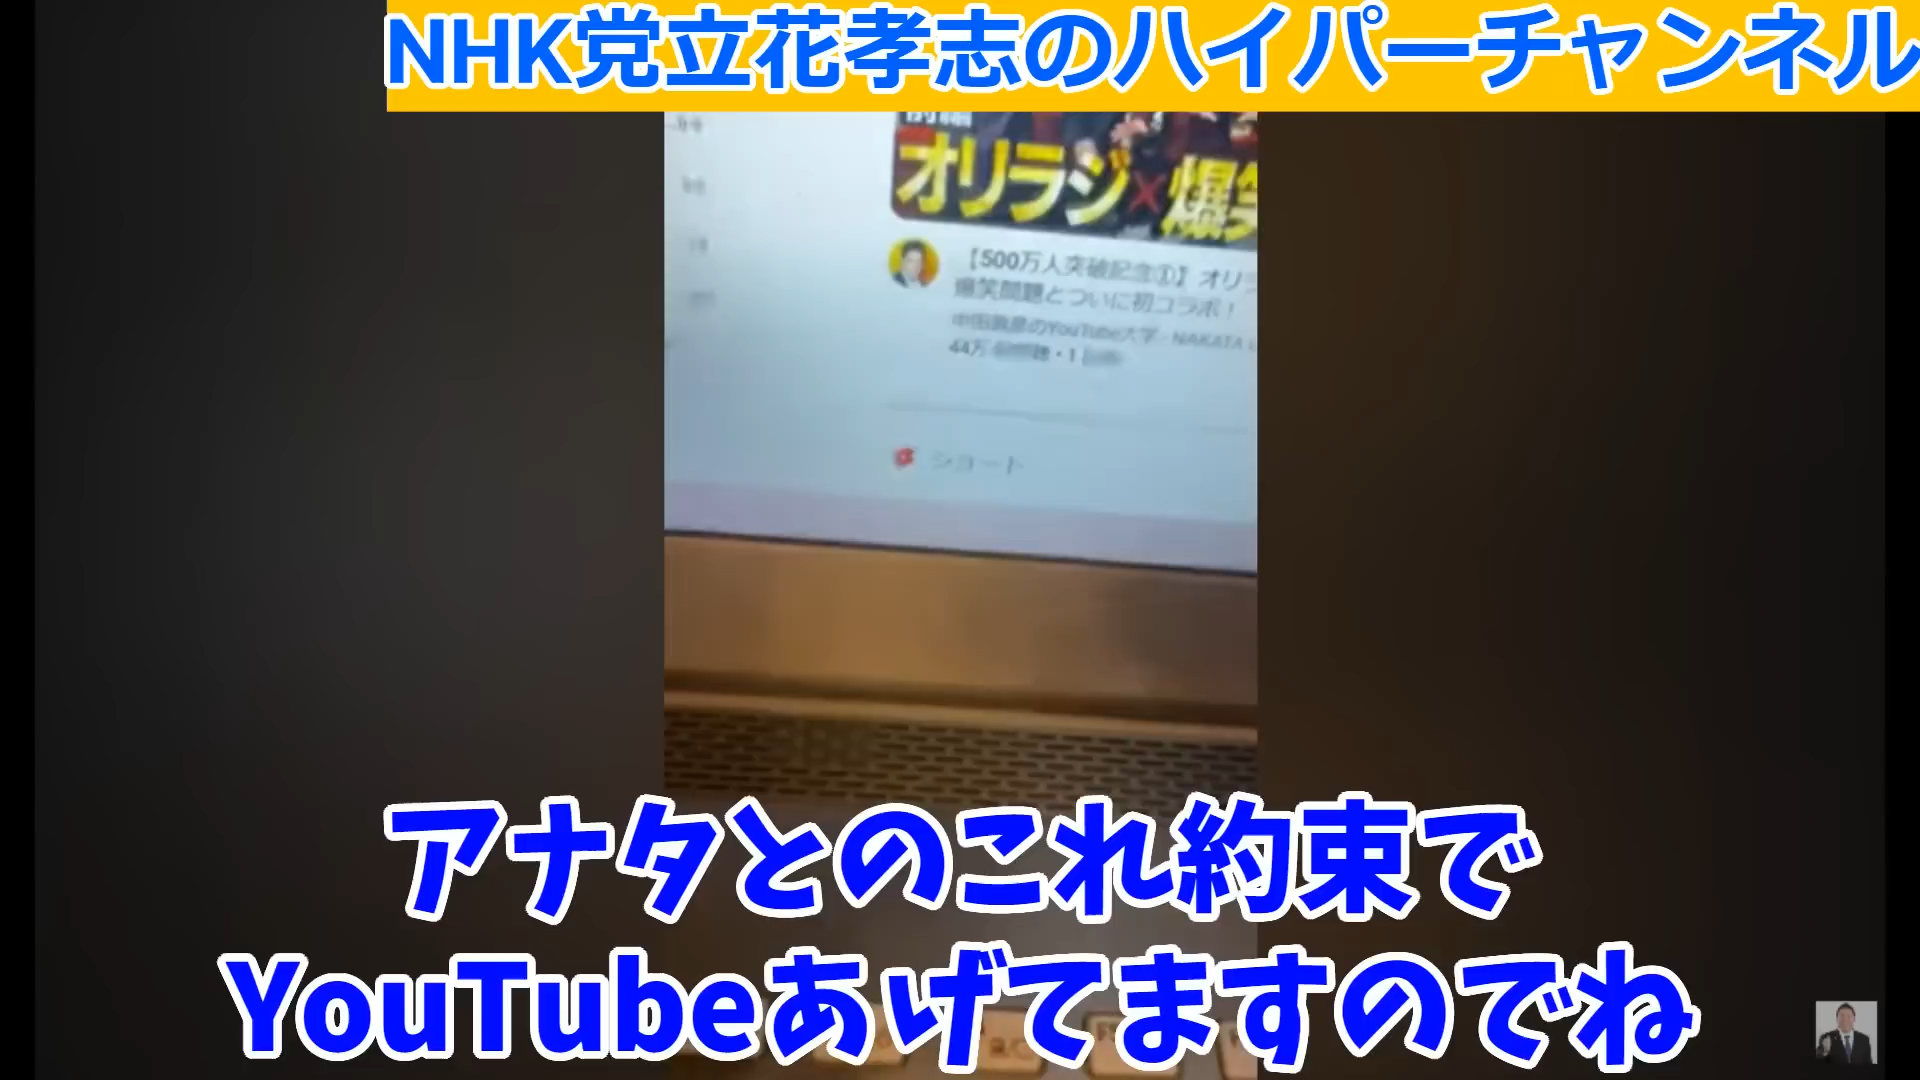 NHK党立花孝志のハイパーチャンネル
オリラジ×爆笑
【500万人突破記念①】オリラ
爆笑問題とついに初コラボ！
中田敦彦のYouTube大学 - NAKATA
44万
ショート
アナタとのこれ約束で
YouTubeあげてますのでね